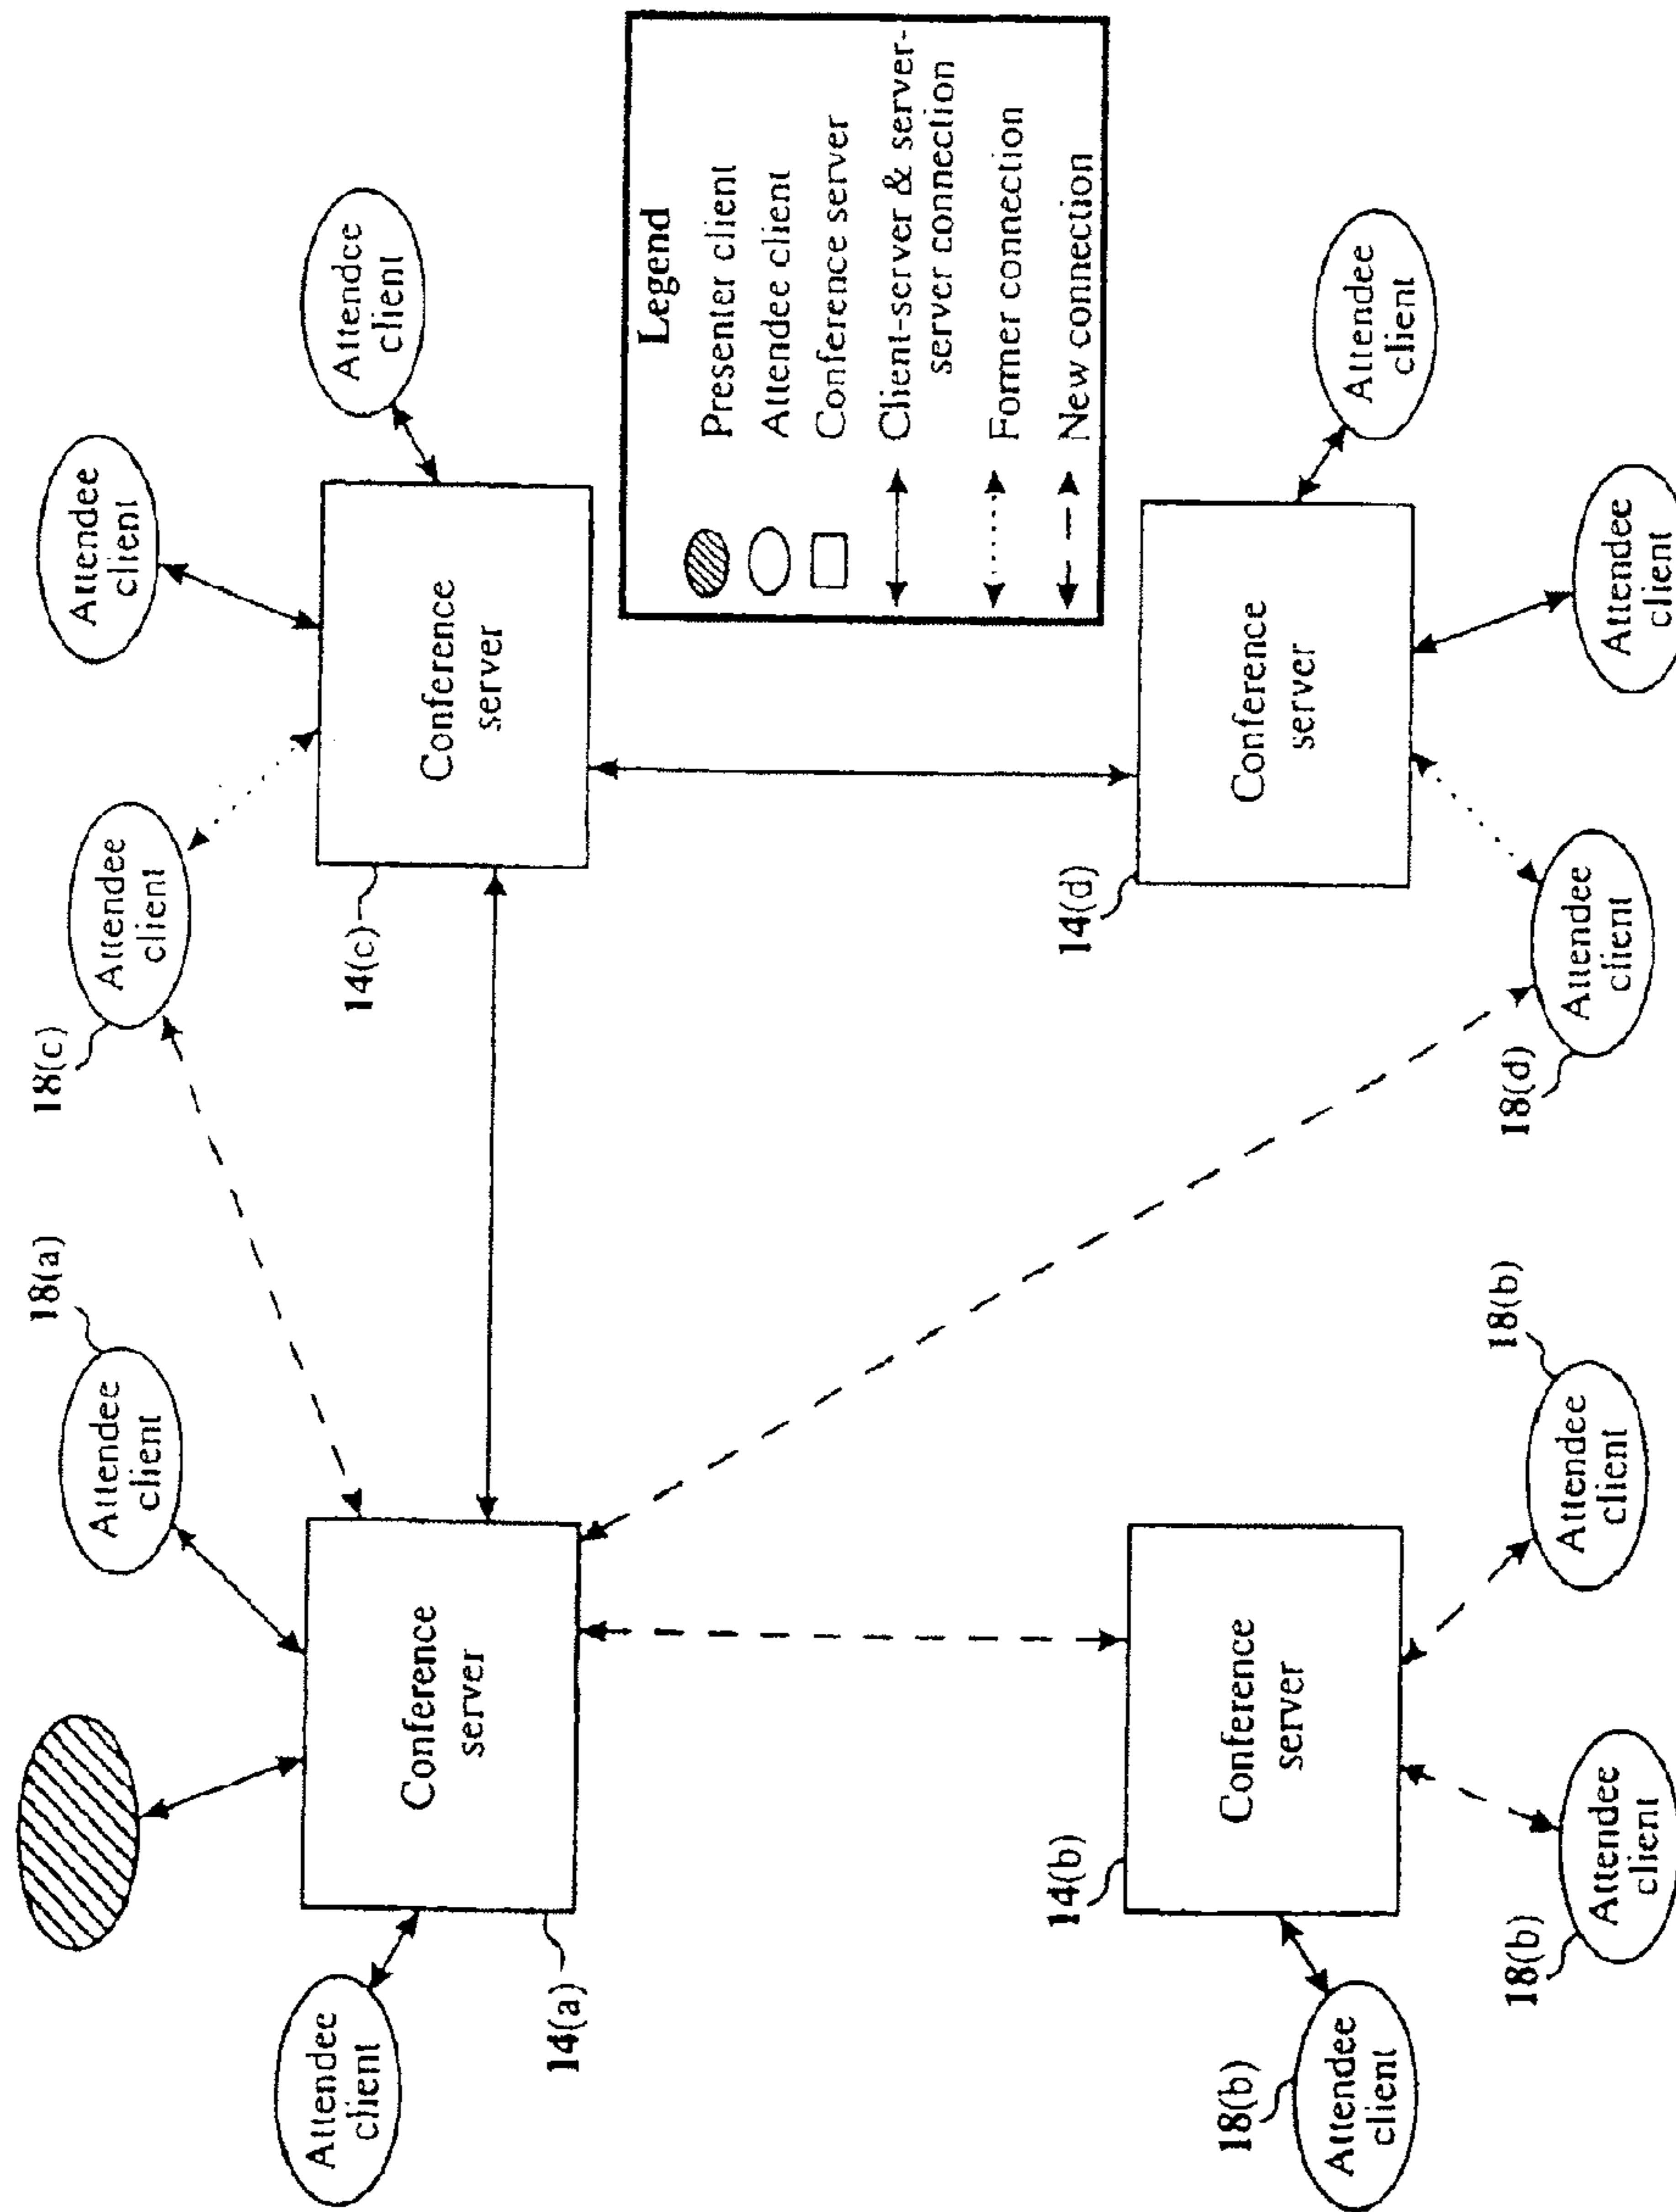 18(a)
18(c)
Attendee
client
Attendee
client
Attendee
client
Attendee
client
Attendee
client
Conference
server
Conference
server
14(c)
14(a)
Legend
Presenter client
Attendee client
Conference server
Client-server & server-
server connection
Former connection
New connection
14(b)
14(d)
Conference
server
Conference
server
18(b)
Attendee
client
Attendee
client
18(b)
18(b)
18(d)
Attendee
client
Attendee
client
Attendee
client
Attendee
client